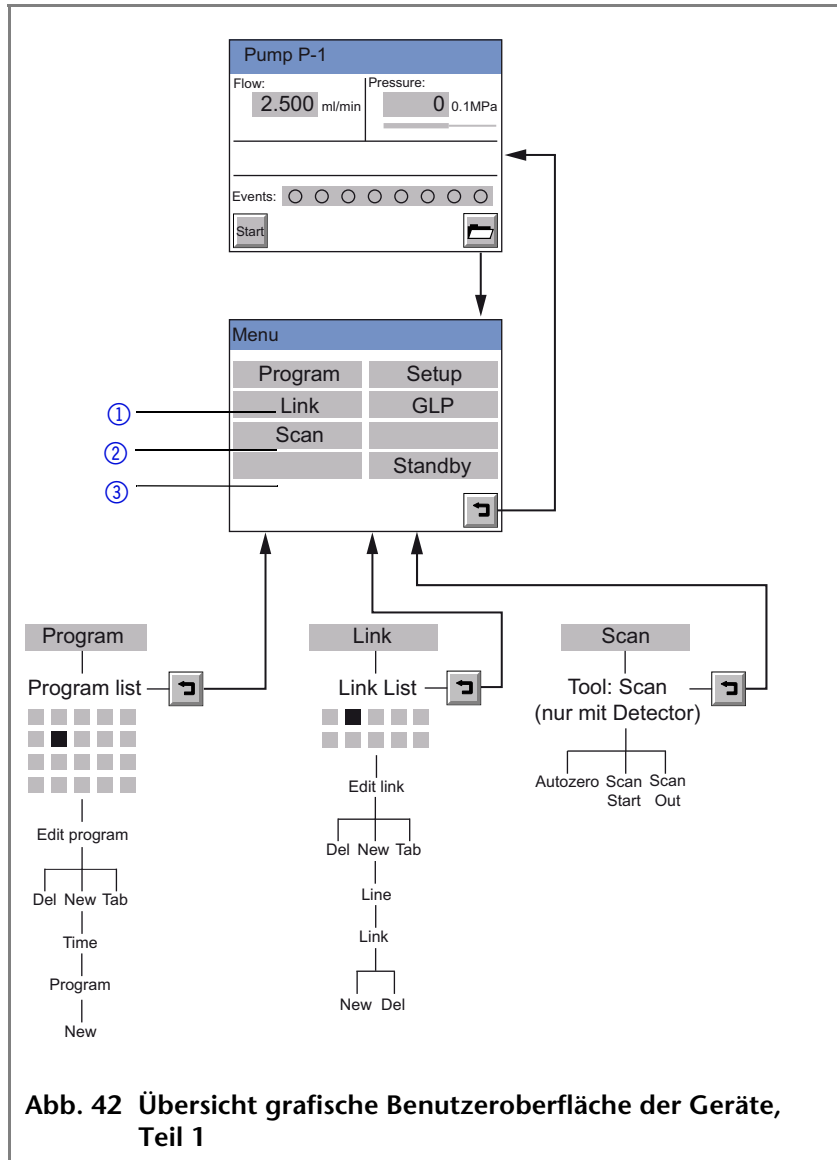 Pump P-1
Flow: Pressure:
2.500 ml/min 0 0.1MPa
Events:
Start
Menu
Program Setup
Link GLP
Scan
Standby
1
2
3
Program
Program list
Edit program
Del New Tab
Time
Program
New
Link
Link List
Edit link
Del New Tab
Line
Link
New Del
Scan
Tool: Scan
(nur mit Detector)
Autozero Scan Scan
Start Out
Abb. 42 Übersicht grafische Benutzeroberfläche der Geräte,
Teil 1